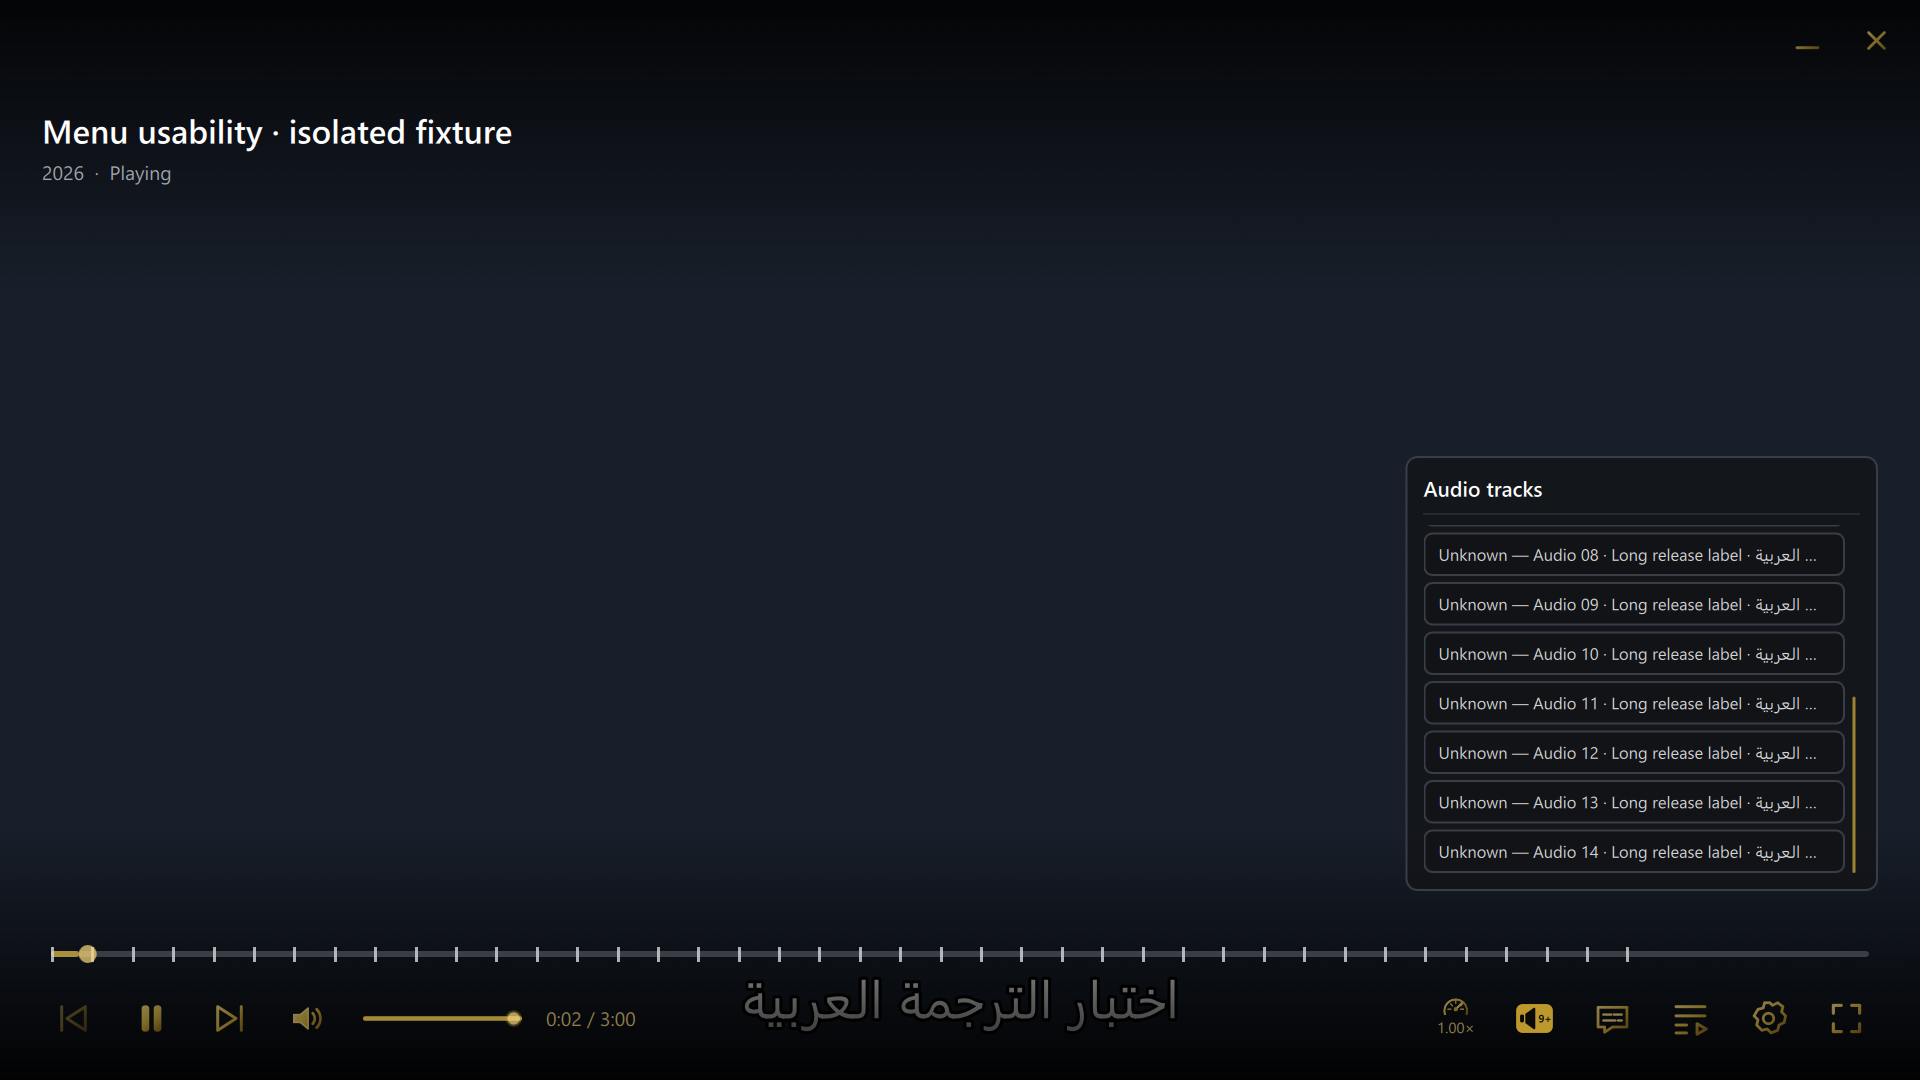 Menu usability · isolated fixture
2026 · Playing
Audio tracks
Unknown — Audio 08 · Long release label · العربية ...
Unknown — Audio 09 · Long release label · العربية ...
Unknown — Audio 10 · Long release label · العربية ...
Unknown — Audio 11 · Long release label · العربية ...
Unknown — Audio 12 · Long release label · العربية ...
Unknown — Audio 13 · Long release label · العربية ...
Unknown — Audio 14 · Long release label · العربية ...
اختبار الترجمة العربية
0:02 / 3:00
1.00×
9+